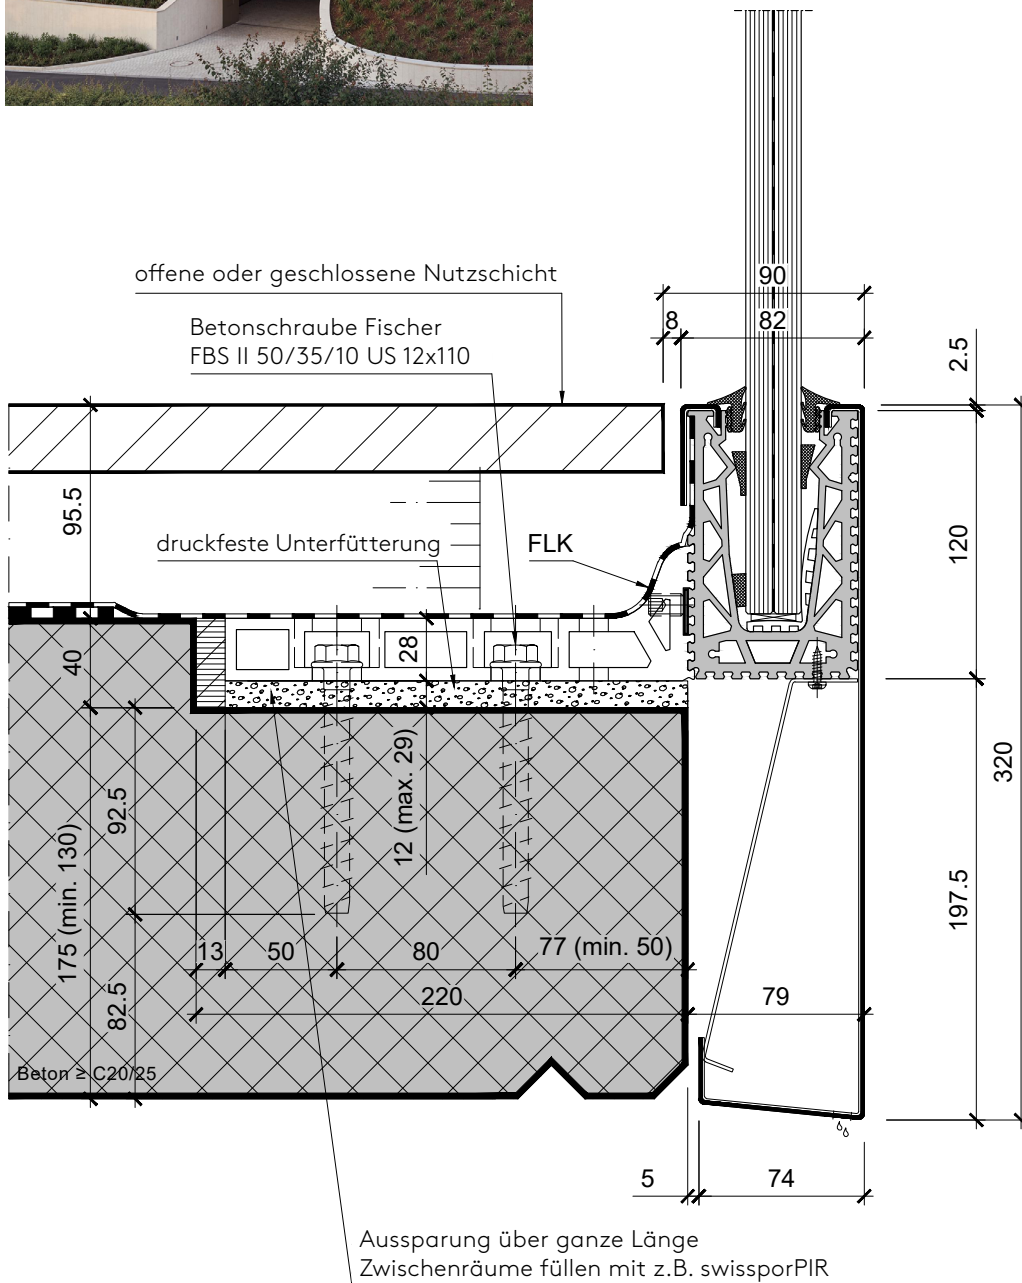 offene oder geschlossene Nutzschicht
90
Betonschraube Fischer
FBS II 50/35/10 US 12x110
8
82
2.5
95.5
druckfeste Unterfütterung
FLK
120
40
28
320
12 (max. 29)
92.5
175 (min. 130)
197.5
13
50
80
77 (min. 50)
82.5
220
79
Beton ≥ C20/25
5
74
Aussparung über ganze Länge
Zwischenräume füllen mit z.B. swissporPIR